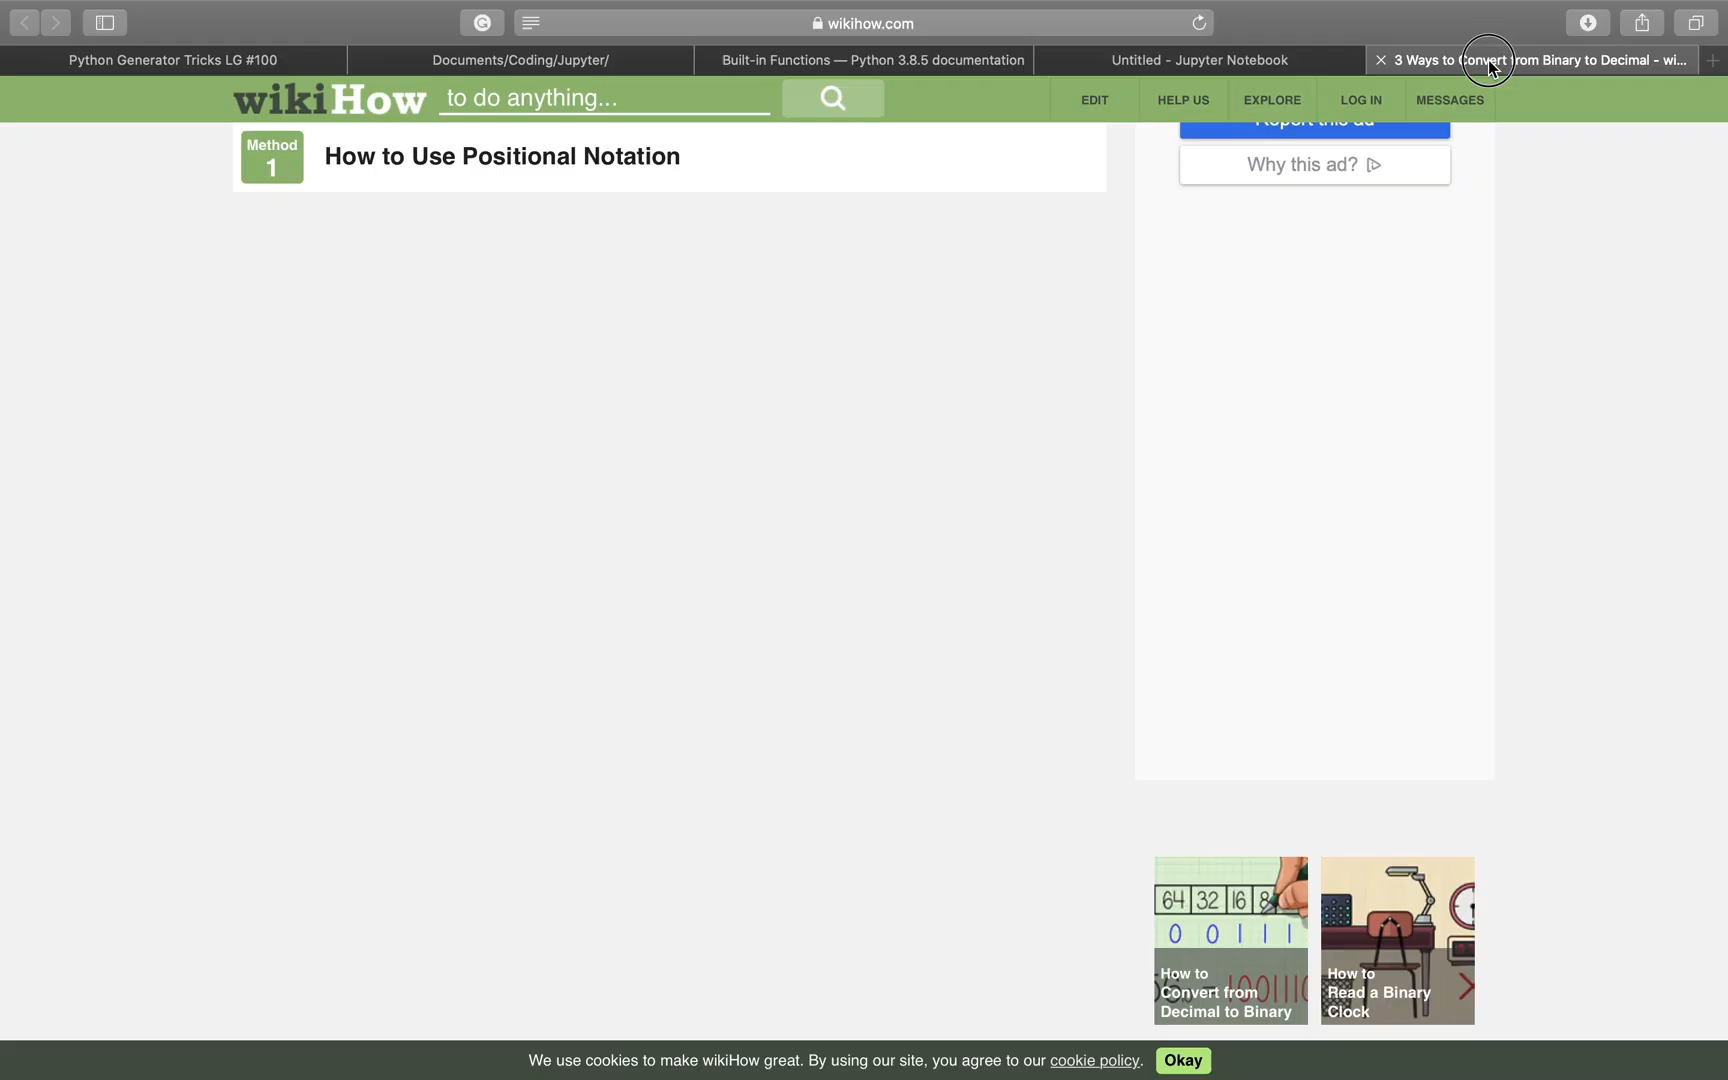 wikihow.com
Python Generator Tricks LG #100
Documents/Coding/Jupyter/
Built-in Functions — Python 3.8.5 documentation
Untitled - Jupyter Notebook
3 Ways to Convert from Binary to Decimal - wi...
wikiHow
to do anything...
EDIT
HELP US
EXPLORE
LOG IN
MESSAGES
Report this ad
Method
1
How to Use Positional Notation
Why this ad?
64 32 16 8
0 0 1 1 1
How to
Convert from
Decimal to Binary
How to
Read a Binary
Clock
We use cookies to make wikiHow great. By using our site, you agree to our cookie policy.
Okay